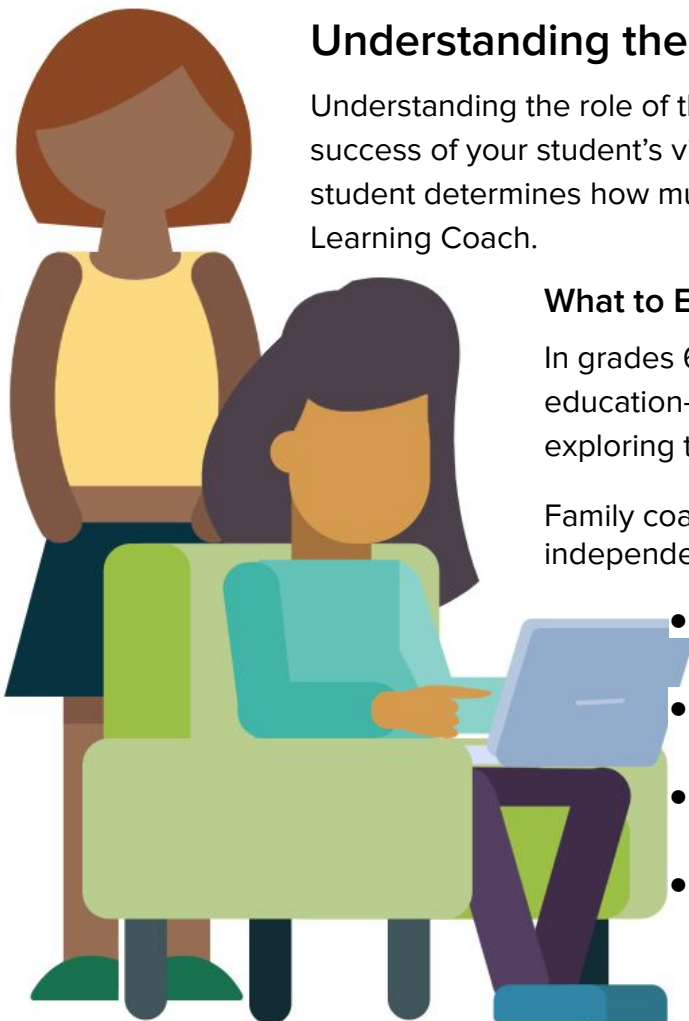 Understanding the
Understanding the role of t
success of your student’s v
student determines how mu
Learning Coach.
What to E
In grades 6
education-
exploring t
Family coa
independe
•
•
•
•